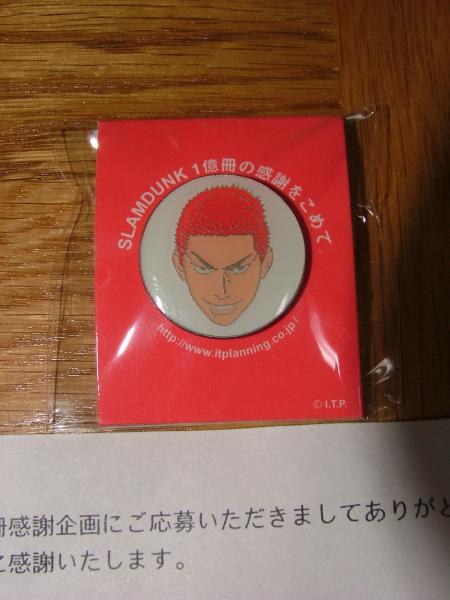 SLAMDUNK 1億冊の感謝をこめて。
http://www.itplanning.co.jp/
© I.T.P.
冊感謝企画にご応募いただきましてありがと
感謝いたします。